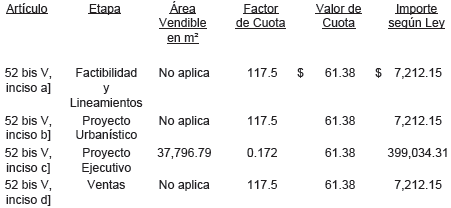 Artículo Etapa Área Vendible en m² Factor de Cuota Valor de Cuota Importe según Ley
52 bis V, inciso a] Factibilidad y Lineamientos No aplica 117.5 $ 61.38 $ 7,212.15
52 bis V, inciso b] Proyecto Urbanístico No aplica 117.5 61.38 7,212.15
52 bis V, inciso c] Proyecto Ejecutivo 37,796.79 0.172 61.38 399,034.31
52 bis V, inciso d] Ventas No aplica 117.5 61.38 7,212.15